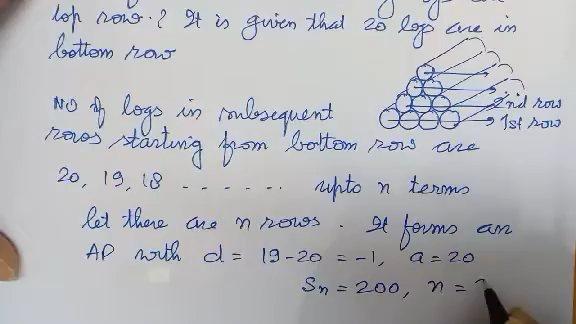 top row.? It is given that 20 log are in
bottom row
NO of logs in subsequent
rows starting from bottom row are
20, 19, 18 - - - - - - . upto n terms
let there are n rows. It forms an
AP with d = 19-20 = -1, a = 20
Sn = 200, n = ?
2nd row
1st row